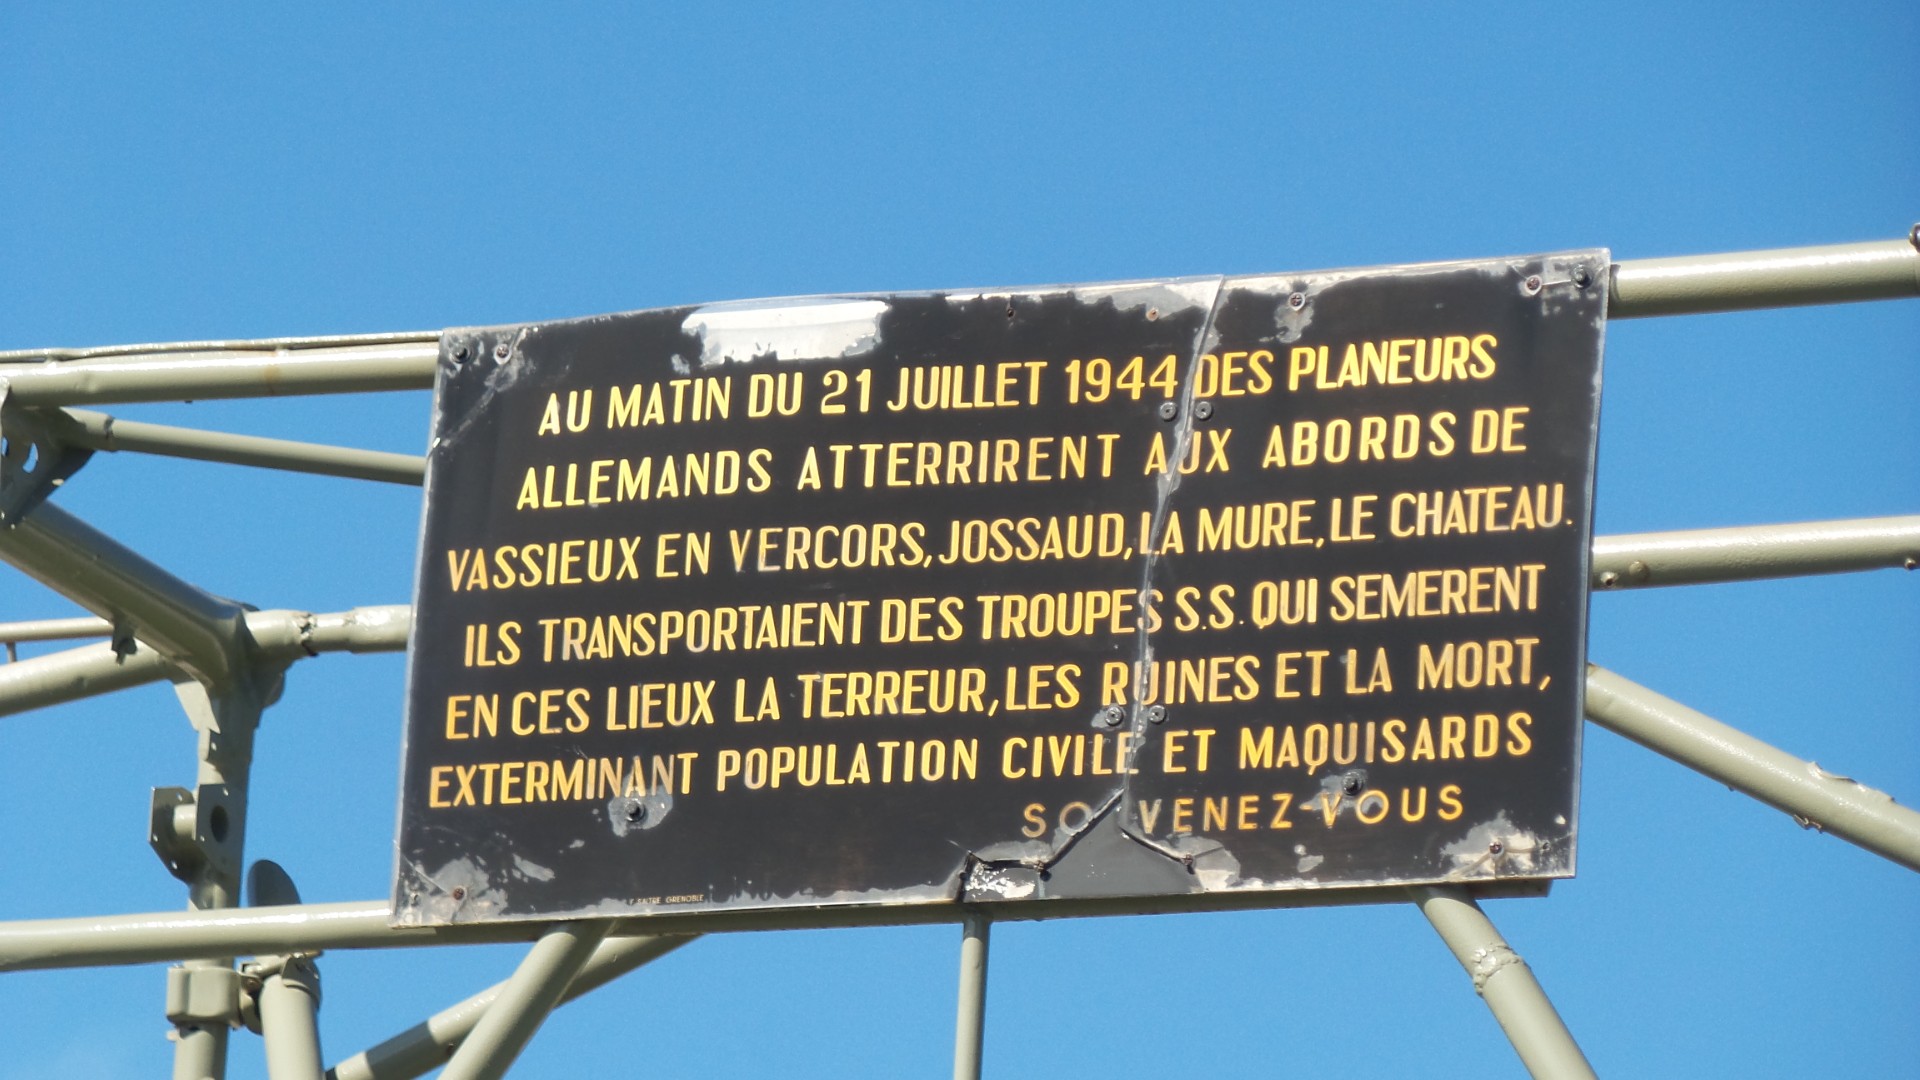 AU MATIN DU 21 JUILLET 1944 DES PLANEURS
ALLEMANDS ATTERRIRENT AUX ABORDS DE
VASSIEUX EN VERCORS, JOSSAUD, LA MURE, LE CHATEAU.
ILS TRANSPORTAIENT DES TROUPES S.S. QUI SEMERENT
EN CES LIEUX LA TERREUR, LES RUINES ET LA MORT,
EXTERMINANT POPULATION CIVILE ET MAQUISARDS
SOUVENEZ-VOUS
GRENOBLE